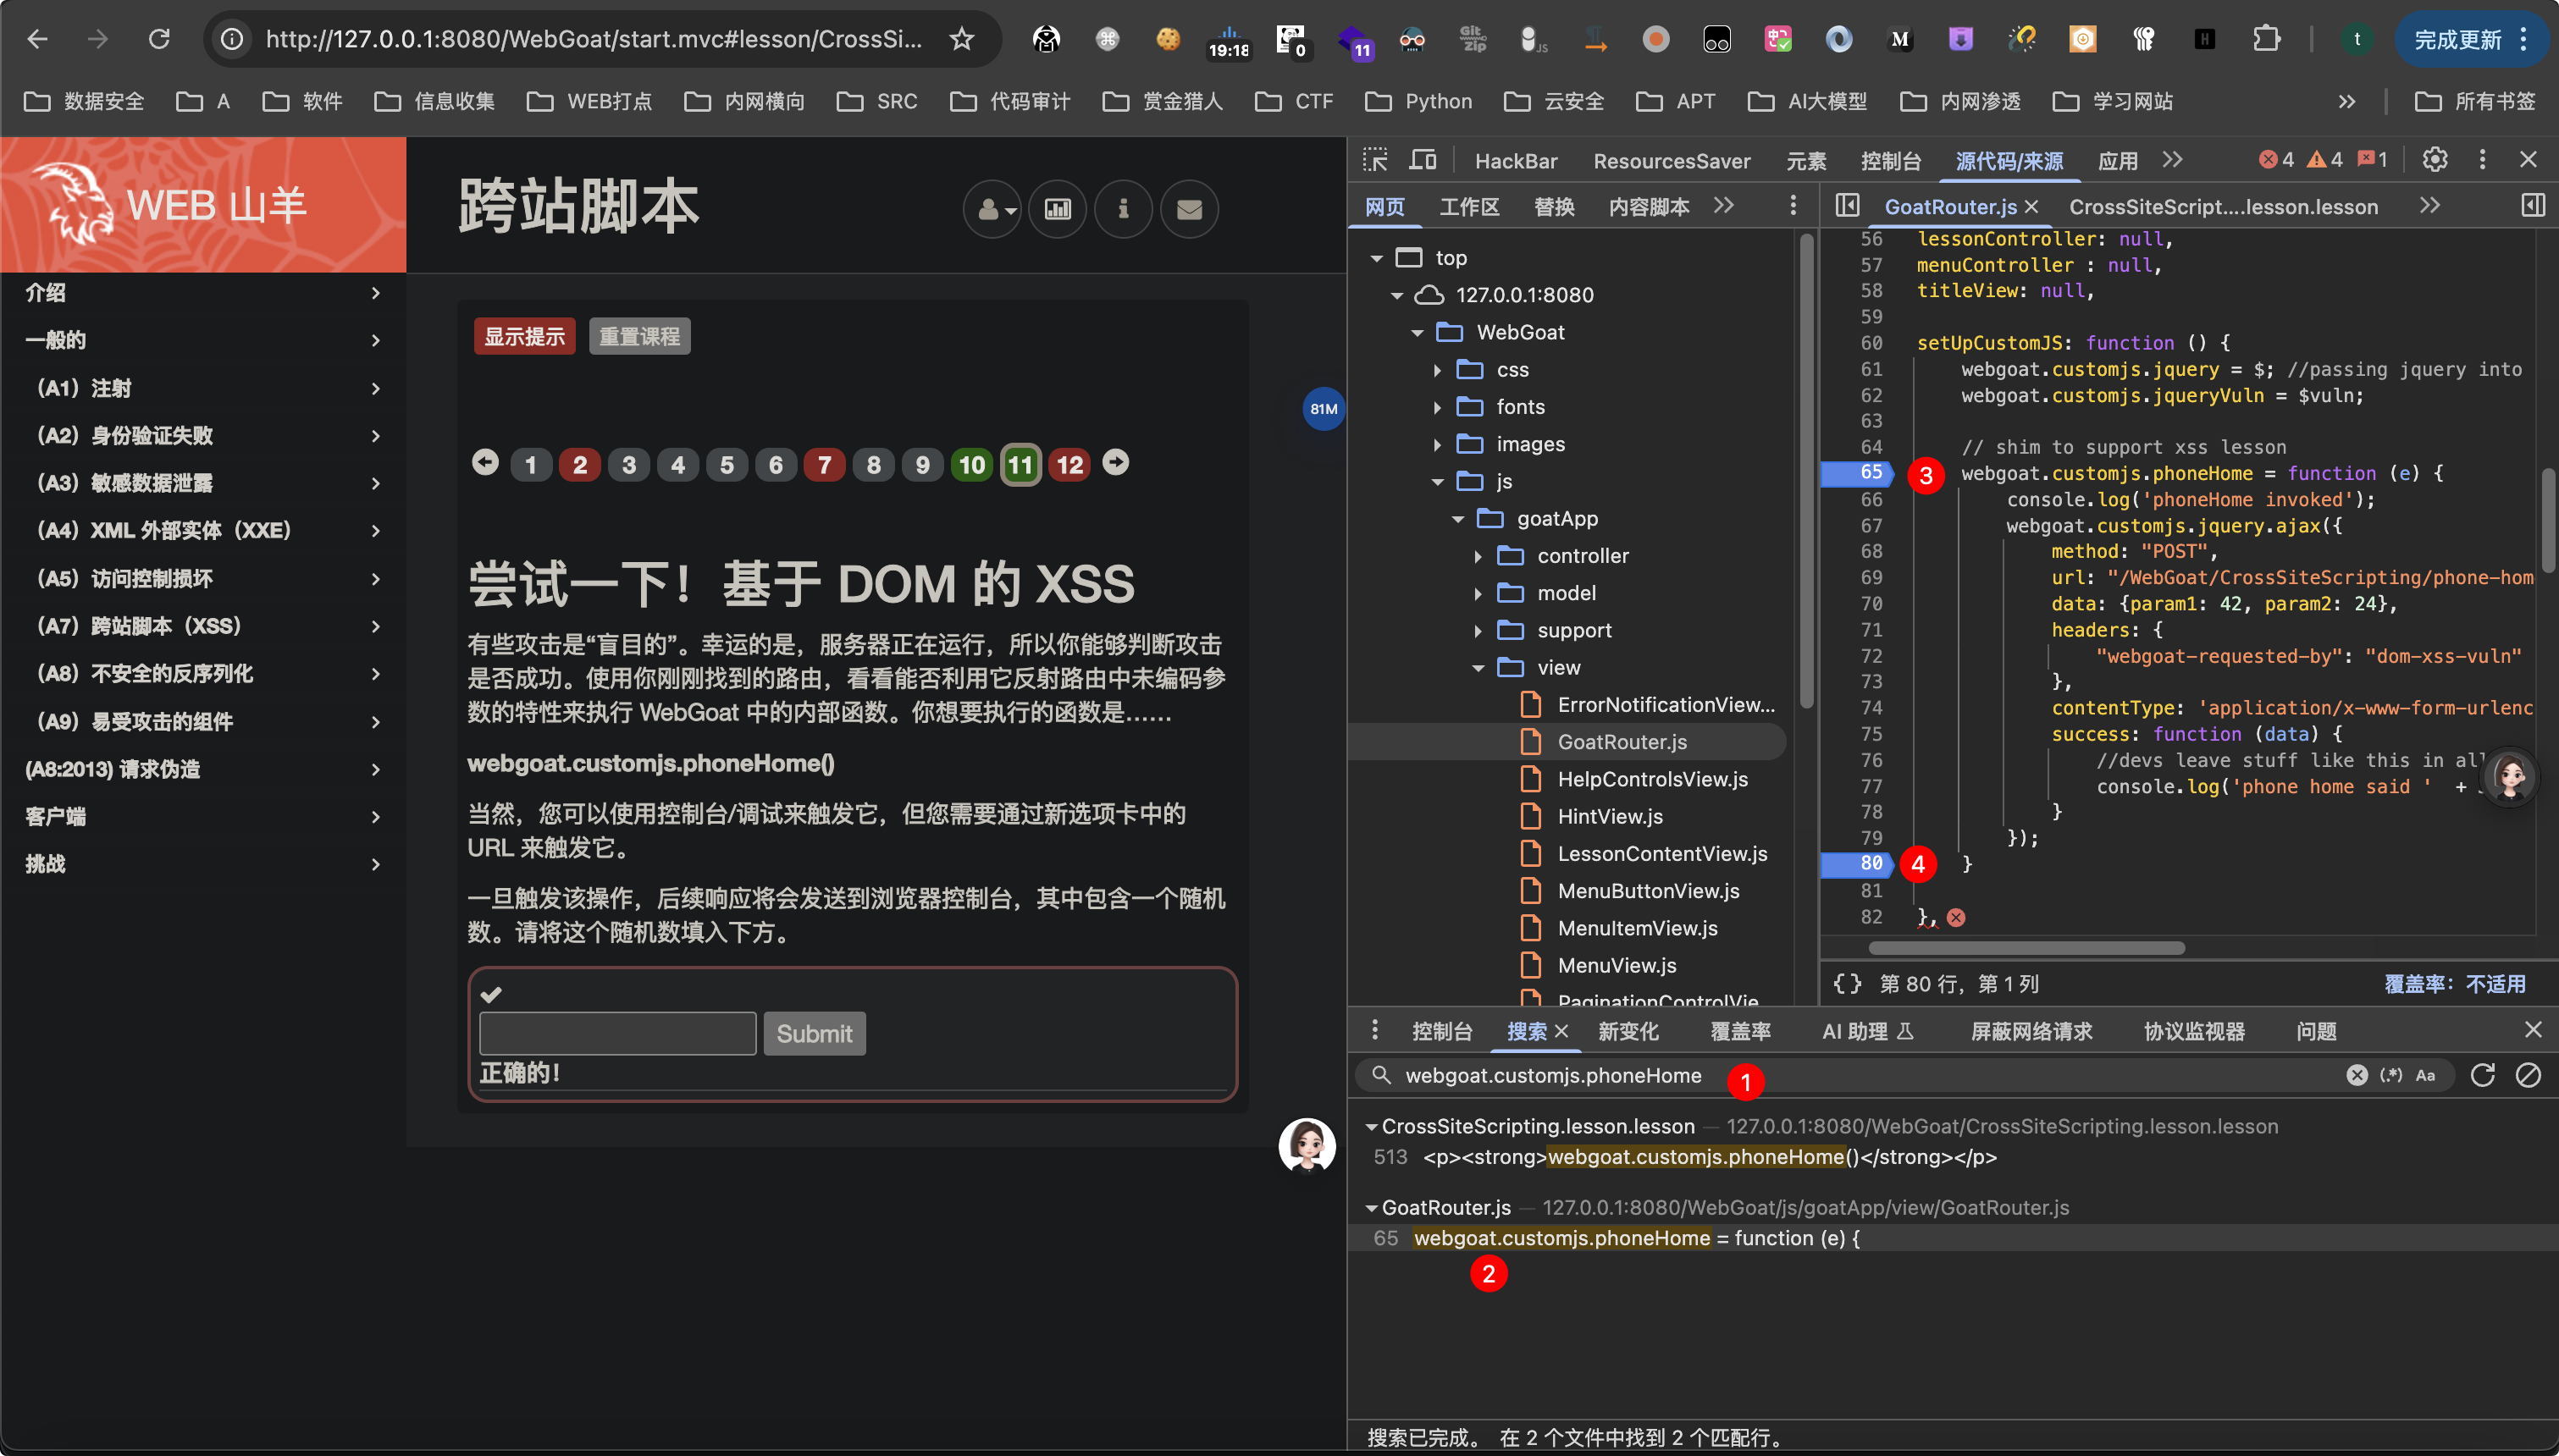 http://127.0.0.1:8080/WebGoat/start.mvc#lesson/CrossSi...
19:18
0
11
Git Zip
JS
M
H
t
完成更新
数据安全
A
软件
信息收集
WEB打点
内网横向
SRC
代码审计
赏金猎人
CTF
Python
云安全
APT
AI大模型
内网渗透
学习网站
所有书签
WEB 山羊
介绍
一般的
（A1）注射
（A2）身份验证失败
（A3）敏感数据泄露
（A4）XML 外部实体（XXE）
（A5）访问控制损坏
（A7）跨站脚本（XSS）
（A8）不安全的反序列化
（A9）易受攻击的组件
(A8:2013) 请求伪造
客户端
挑战
跨站脚本
显示提示
重置课程
81M
1 2 3 4 5 6 7 8 9 10 11 12
尝试一下！基于 DOM 的 XSS
有些攻击是“盲目的”。幸运的是，服务器正在运行，所以你能够判断攻击
是否成功。使用你刚刚找到的路由，看看能否利用它反射路由中未编码参
数的特性来执行 WebGoat 中的内部函数。你想要执行的函数是……
webgoat.customjs.phoneHome()
当然，您可以使用控制台/调试来触发它，但您需要通过新选项卡中的
URL 来触发它。
一旦触发该操作，后续响应将会发送到浏览器控制台，其中包含一个随机
数。请将这个随机数填入下方。
Submit
正确的！
HackBar
ResourcesSaver
元素
控制台
源代码/来源
应用
4
4
1
网页
工作区
替换
内容脚本
top
127.0.0.1:8080
WebGoat
css
fonts
images
js
goatApp
controller
model
support
view
ErrorNotificationView...
GoatRouter.js
HelpControlsView.js
HintView.js
LessonContentView.js
MenuButtonView.js
MenuItemView.js
MenuView.js
PaginationControlVie
GoatRouter.js
CrossSiteScript....lesson.lesson
56 lessonController: null,
57 menuController : null,
58 titleView: null,
59
60 setUpCustomJS: function () {
61 webgoat.customjs.jquery = $; //passing jquery into
62 webgoat.customjs.jqueryVuln = $vuln;
63
64 // shim to support xss lesson
65 3 webgoat.customjs.phoneHome = function (e) {
66 console.log('phoneHome invoked');
67 webgoat.customjs.jquery.ajax({
68 method: "POST",
69 url: "/WebGoat/CrossSiteScripting/phone-hom
70 data: {param1: 42, param2: 24},
71 headers: {
72 "webgoat-requested-by": "dom-xss-vuln"
73 },
74 contentType: 'application/x-www-form-urlenc
75 success: function (data) {
76 //devs leave stuff like this in al
77 console.log('phone home said ' +
78 }
79 });
80 4 }
81
82 },
{} 第 80 行，第 1 列
覆盖率：不适用
控制台
搜索
新变化
覆盖率
AI 助理
屏蔽网络请求
协议监视器
问题
webgoat.customjs.phoneHome
1
(.*)
Aa
CrossSiteScripting.lesson.lesson — 127.0.0.1:8080/WebGoat/CrossSiteScripting.lesson.lesson
513 <p><strong>webgoat.customjs.phoneHome()</strong></p>
GoatRouter.js — 127.0.0.1:8080/WebGoat/js/goatApp/view/GoatRouter.js
65 webgoat.customjs.phoneHome = function (e) {
2
搜索已完成。 在 2 个文件中找到 2 个匹配行。